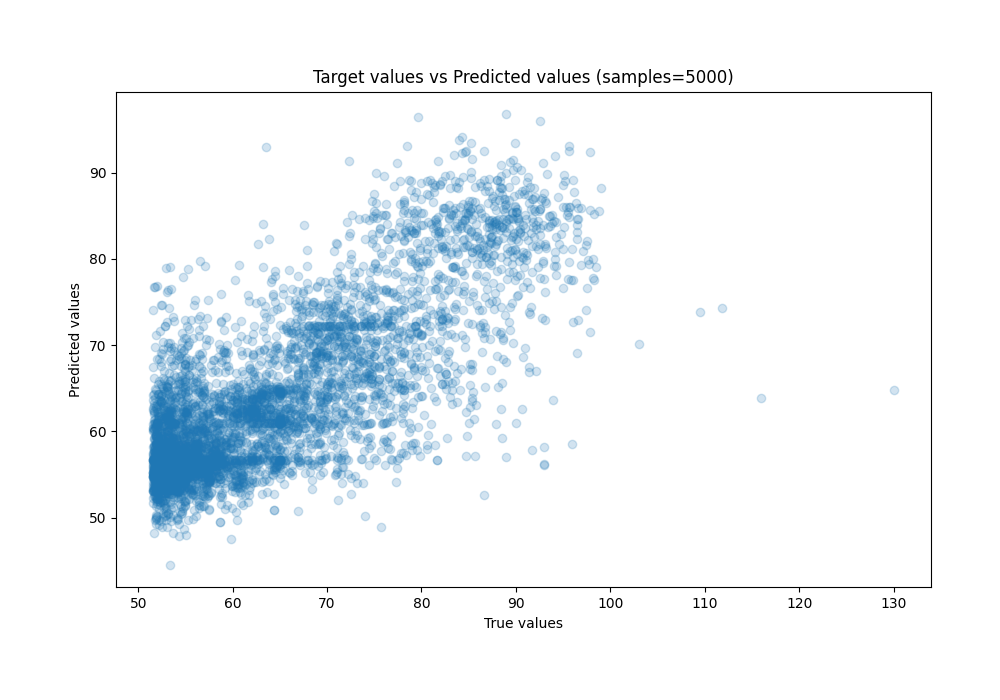 Target values vs Predicted values (samples=5000)
90
80
70
60
50
Predicted values
50 60 70 80 90 100 110 120 130
True values